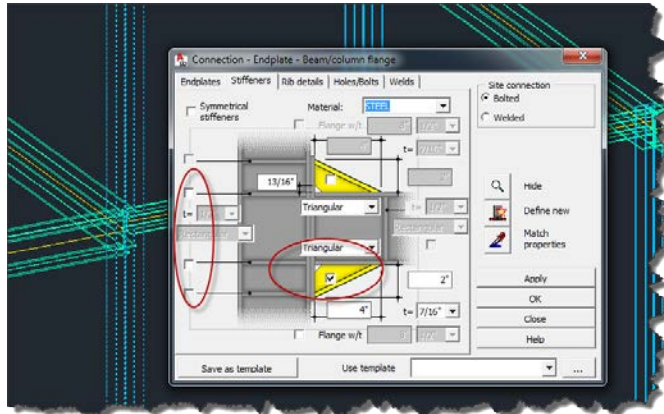 Connection - Endplate - Beam/column flange
Endplates Stiffeners Rib details Holes/Bolts Welds
Site connection
Bolted
Welded
Symmetrical stiffeners
Material: STEEL
Flange w/t
t=
13/16"
Triangular
t=
t=
Rectangular
Triangular
2"
4"
t= 7/16"
Flange w/t
Hide
Define new
Match properties
Apply
OK
Close
Help
Save as template
Use template
...